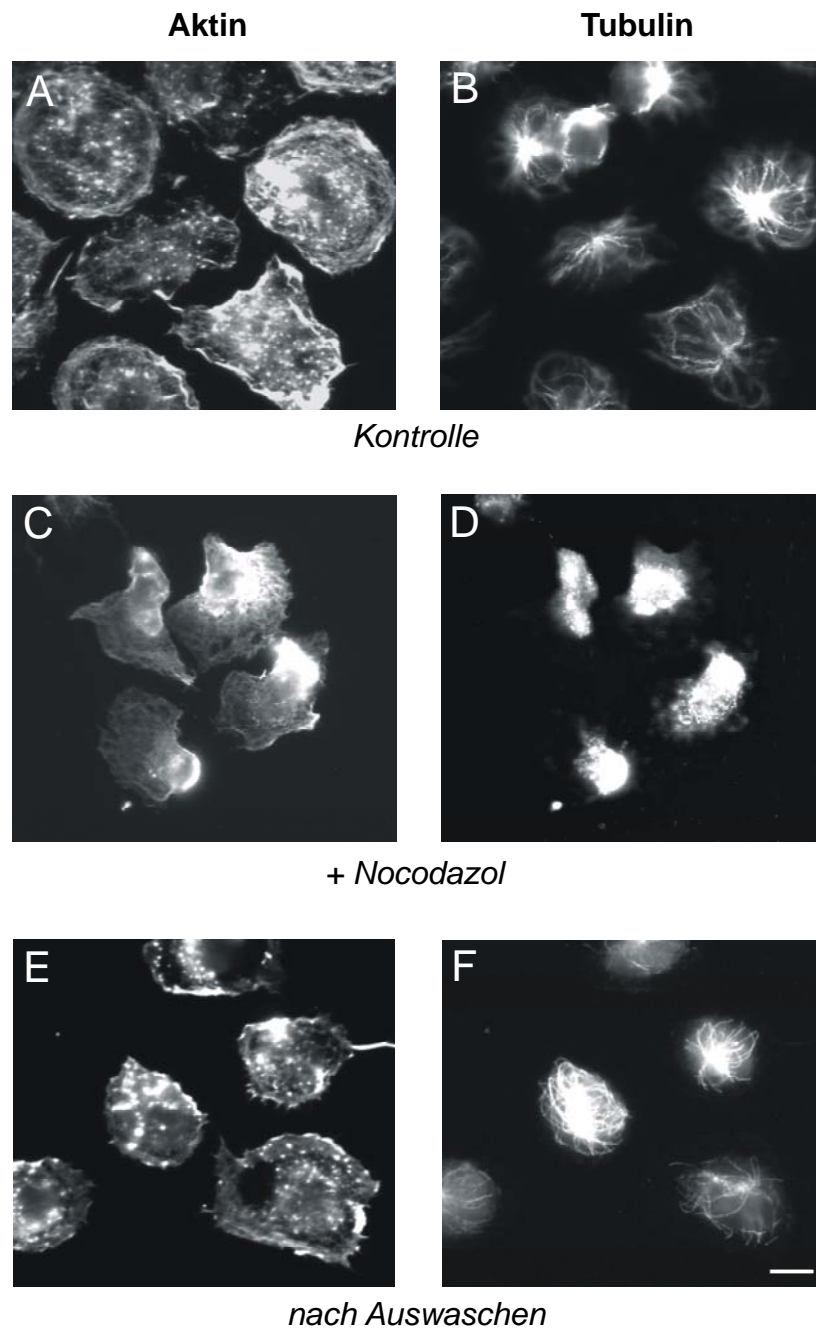 Aktin
Tubulin
A
B
Kontrolle
C
D
+ Nocodazol
E
F
nach Auswaschen